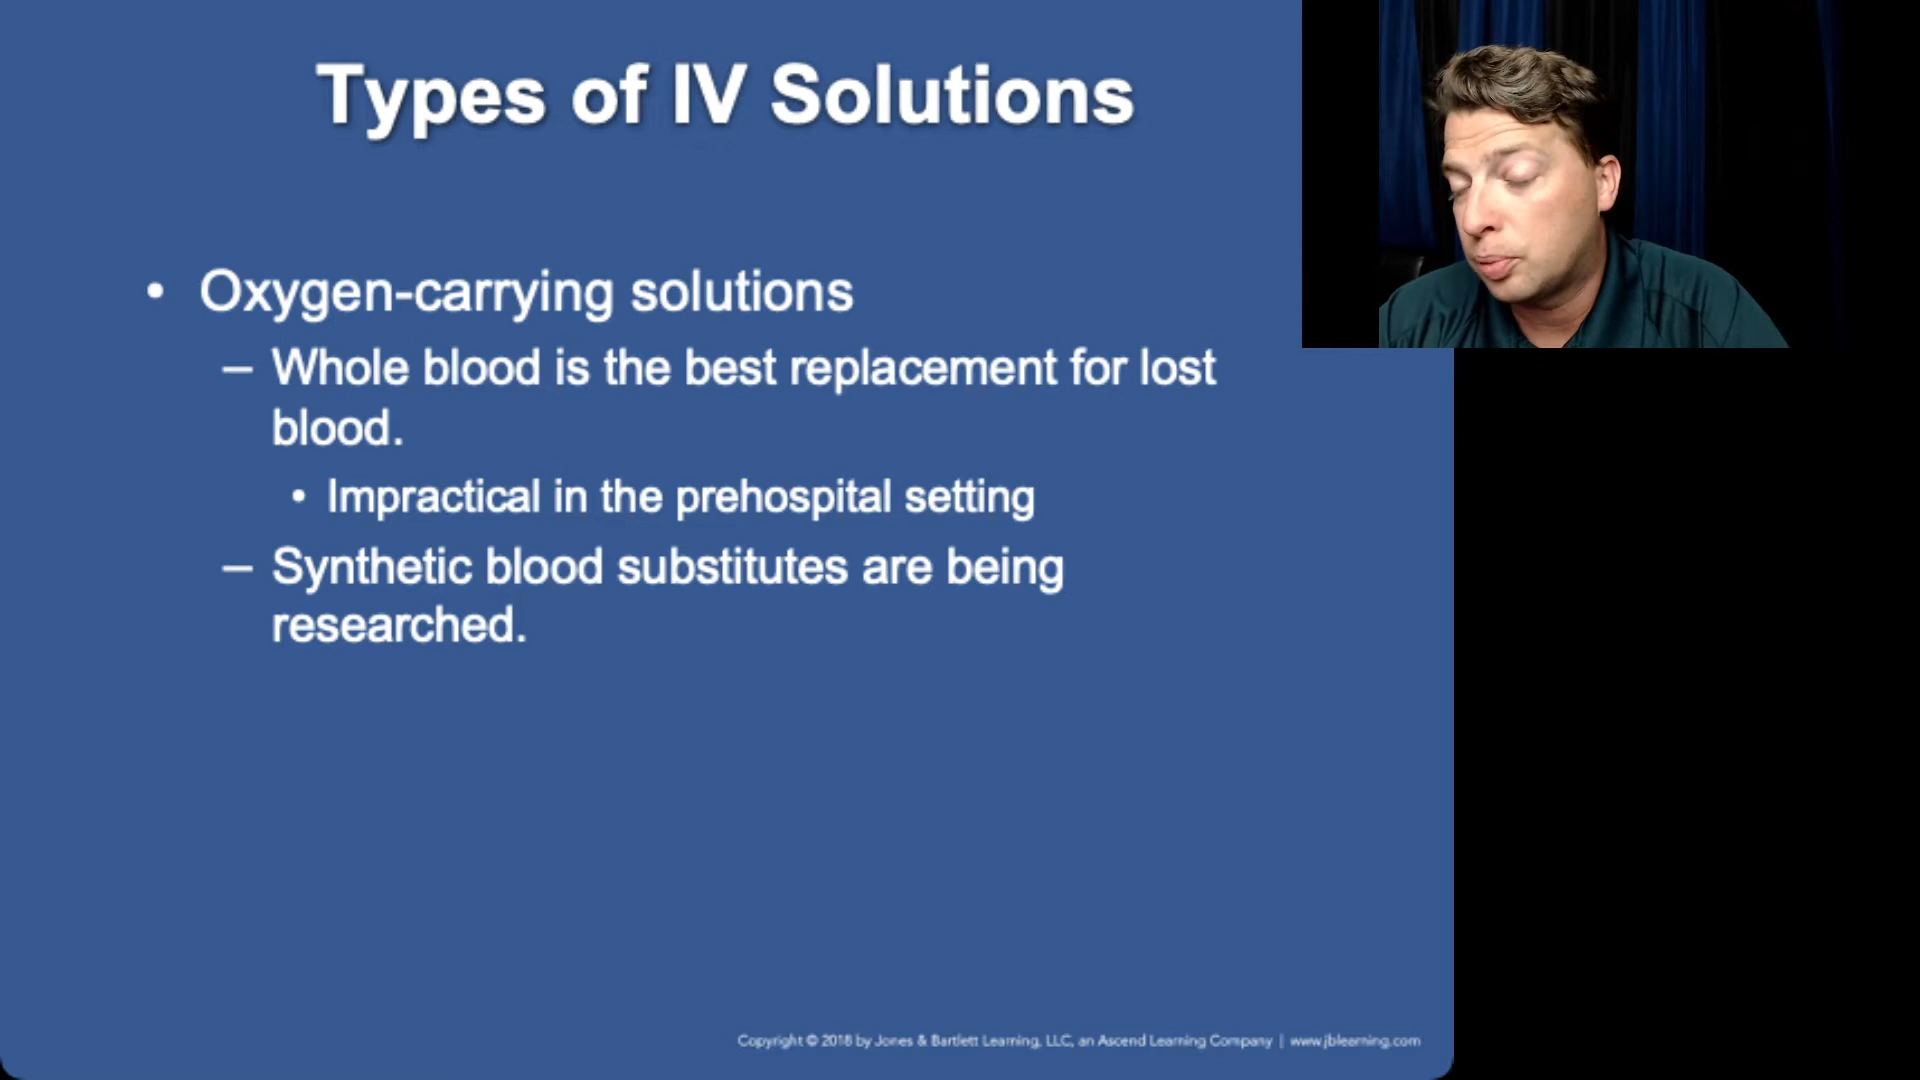 Types of IV Solutions
• Oxygen-carrying solutions
– Whole blood is the best replacement for lost
blood.
• Impractical in the prehospital setting
– Synthetic blood substitutes are being
researched.
Copyright © 2018 by Jones & Bartlett Learning, LLC, an Ascend Learning Company | www.jblearning.com